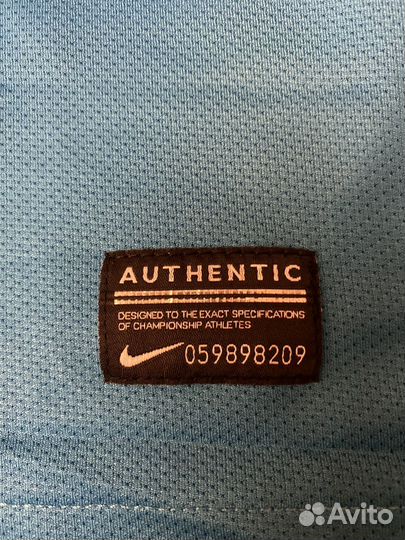 AUTHENTIC
DESIGNED TO THE EXACT SPECIFICATIONS
OF CHAMPIONSHIP ATHLETES
059898209
Avito